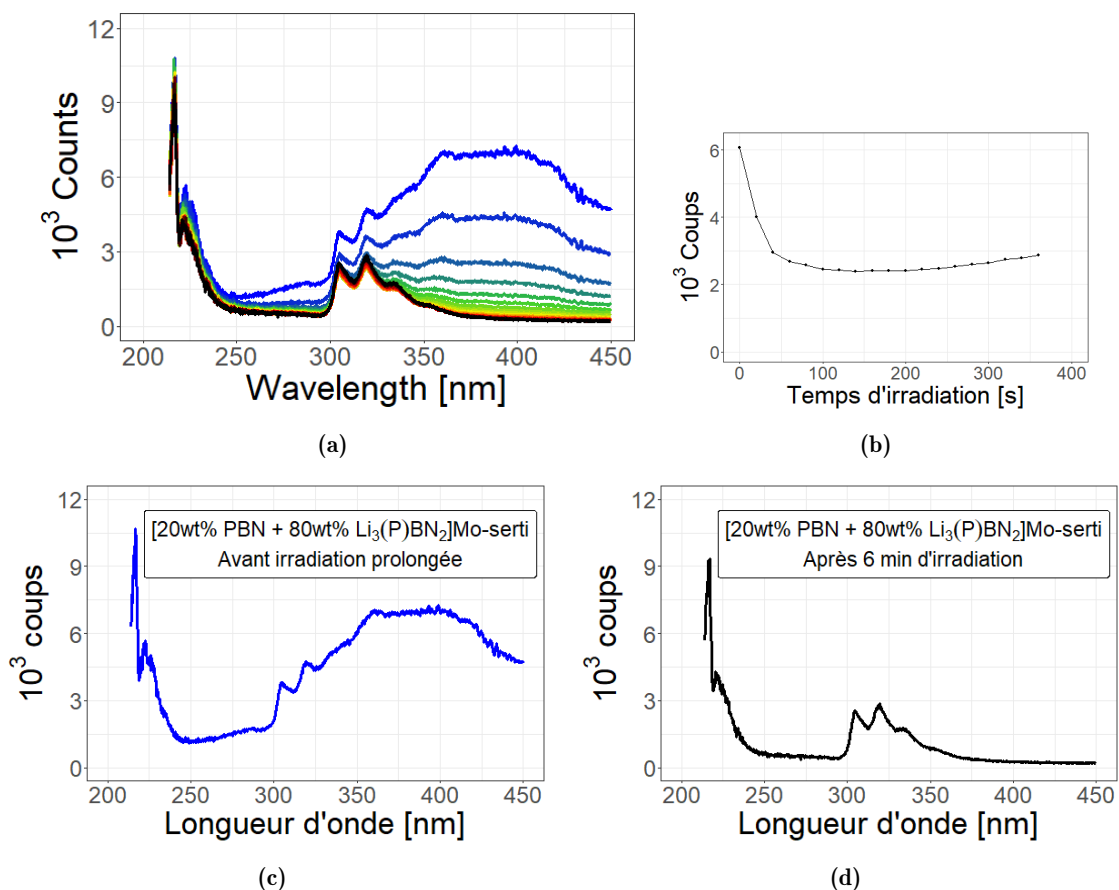 12
9
6
3
0
10³ Counts
200 250 300 350 400 450
Wavelength [nm]
(a)
6
4
2
0
10³ Coups
0 100 200 300 400
Temps d'irradiation [s]
(b)
12
9
6
3
0
10³ coups
[20wt% PBN + 80wt% Li₃(P)BN₂]Mo-serti
Avant irradiation prolongée
200 250 300 350 400 450
Longueur d'onde [nm]
(c)
12
9
6
3
0
10³ coups
[20wt% PBN + 80wt% Li₃(P)BN₂]Mo-serti
Après 6 min d'irradiation
200 250 300 350 400 450
Longueur d'onde [nm]
(d)